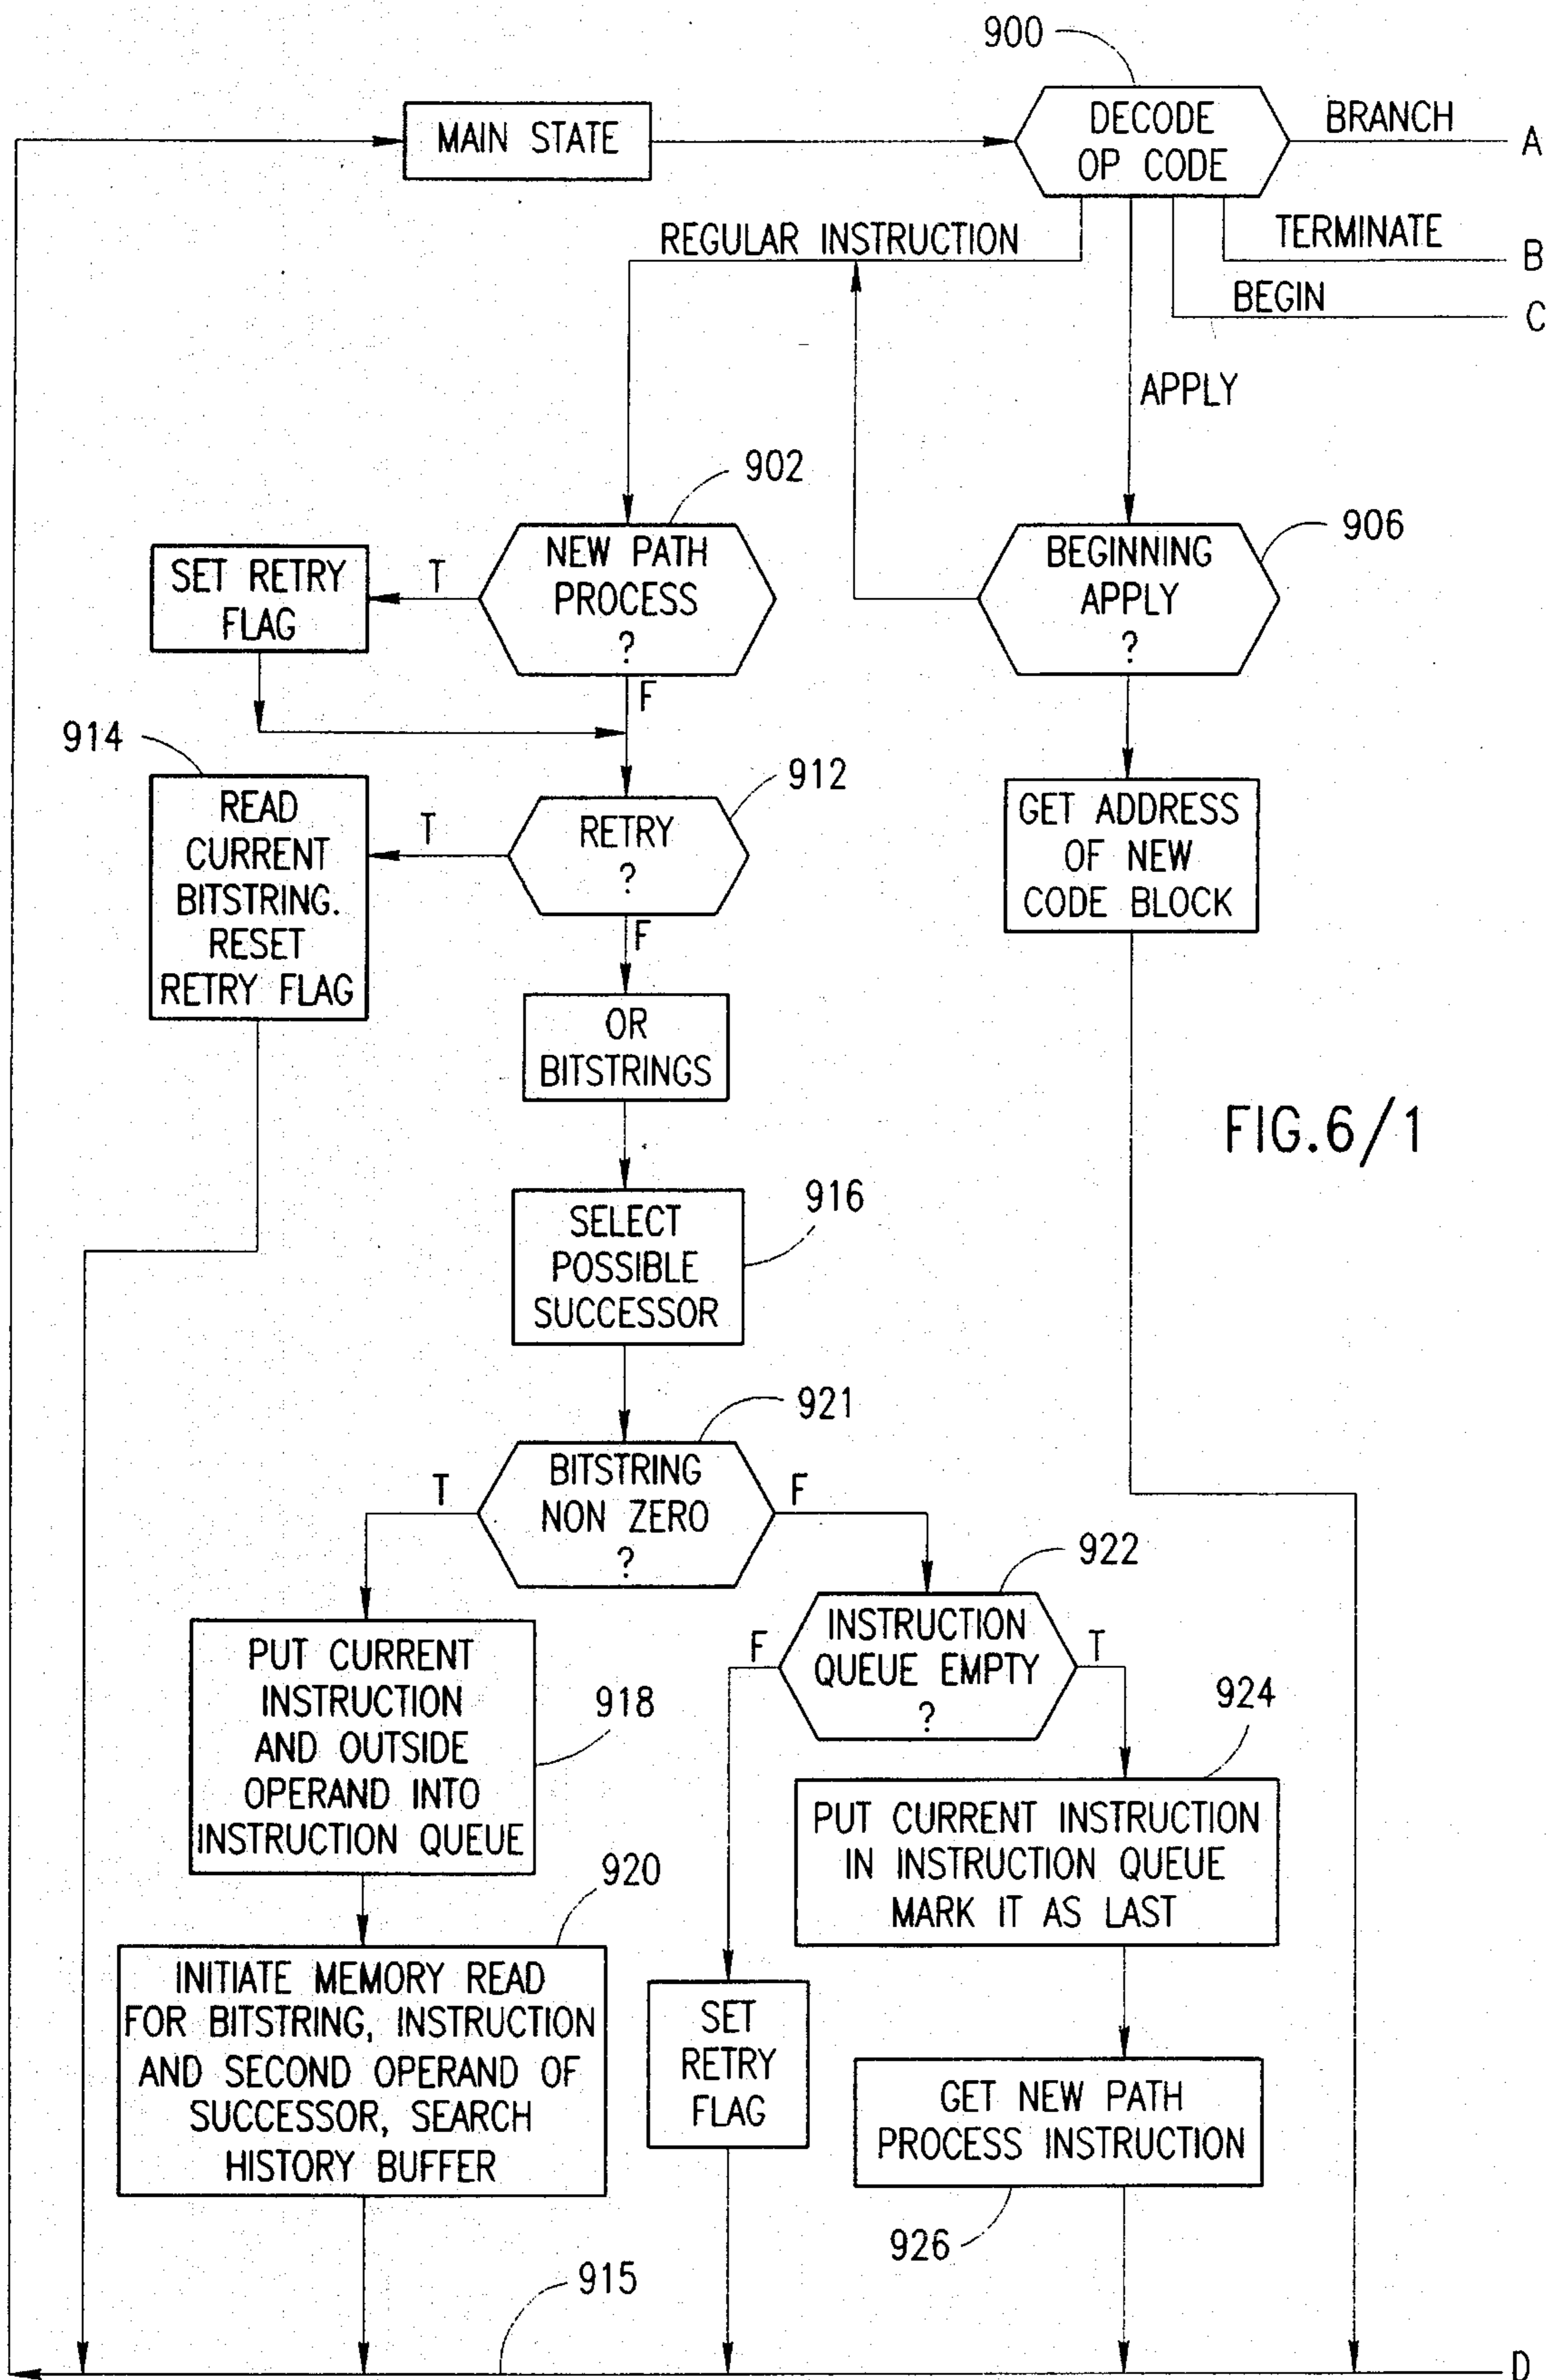 900
DECODE
OP CODE
BRANCH
A
MAIN STATE
REGULAR INSTRUCTION
TERMINATE
B
BEGIN
C
APPLY
902
906
NEW PATH
PROCESS
?
T
SET RETRY
FLAG
BEGINNING
APPLY
?
F
914
912
READ
CURRENT
BITSTRING.
RESET
RETRY FLAG
T
RETRY
?
GET ADDRESS
OF NEW
CODE BLOCK
F
OR
BITSTRINGS
FIG.6/1
916
SELECT
POSSIBLE
SUCCESSOR
921
BITSTRING
NON ZERO
?
T
F
922
INSTRUCTION
QUEUE EMPTY
?
F
T
PUT CURRENT
INSTRUCTION
AND OUTSIDE
OPERAND INTO
INSTRUCTION QUEUE
918
924
PUT CURRENT INSTRUCTION
IN INSTRUCTION QUEUE
MARK IT AS LAST
920
INITIATE MEMORY READ
FOR BITSTRING, INSTRUCTION
AND SECOND OPERAND OF
SUCCESSOR, SEARCH
HISTORY BUFFER
SET
RETRY
FLAG
GET NEW PATH
PROCESS INSTRUCTION
926
915
D